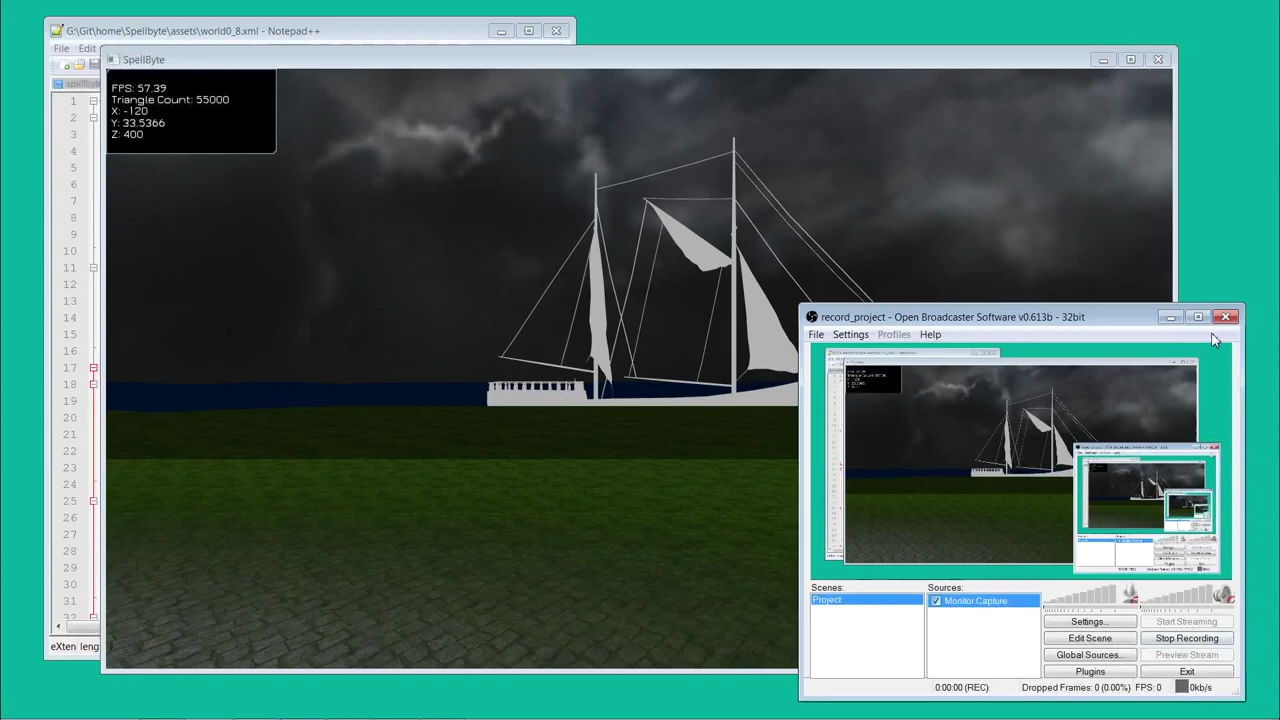 G:\Git\home\Spellbyte\assets\world0_8.xml - Notepad++
File Edit
SpellByte
spellbyte
FPS: 57.39
Triangle Count: 55000
X: -120
Y: 33.5366
Z: 400
1
2
3
4
5
6
7
8
9
10
11
12
13
14
15
16
17
18
19
20
21
22
23
24
25
26
27
28
29
30
31
32
eXten leng
record_project - Open Broadcaster Software v0.613b - 32bit
File Settings Profiles Help
Scenes: Sources:
Project Monitor Capture
Settings... Start Streaming
Edit Scene Stop Recording
Global Sources... Preview Stream
Plugins Exit
0:00:00 (REC) Dropped Frames: 0 (0.00%) FPS: 0 0kb/s